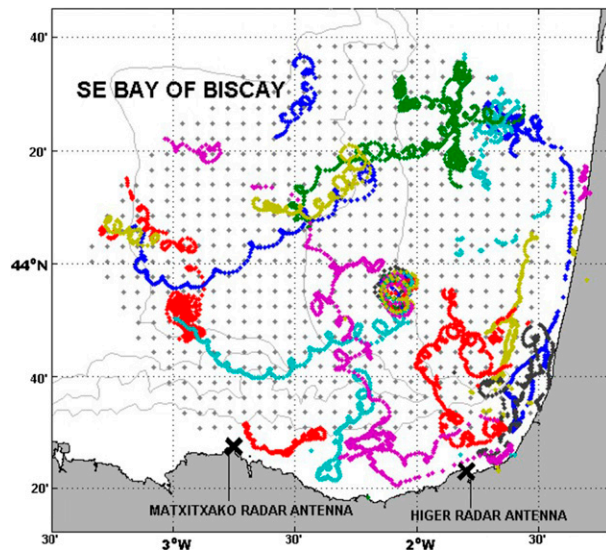 40'
SE BAY OF BISCAY
20'
44°N
40'
20'
MATXITXAKO RADAR ANTENNA
HIGER RADAR ANTENNA
30' 3°W 30' 2°W 30'